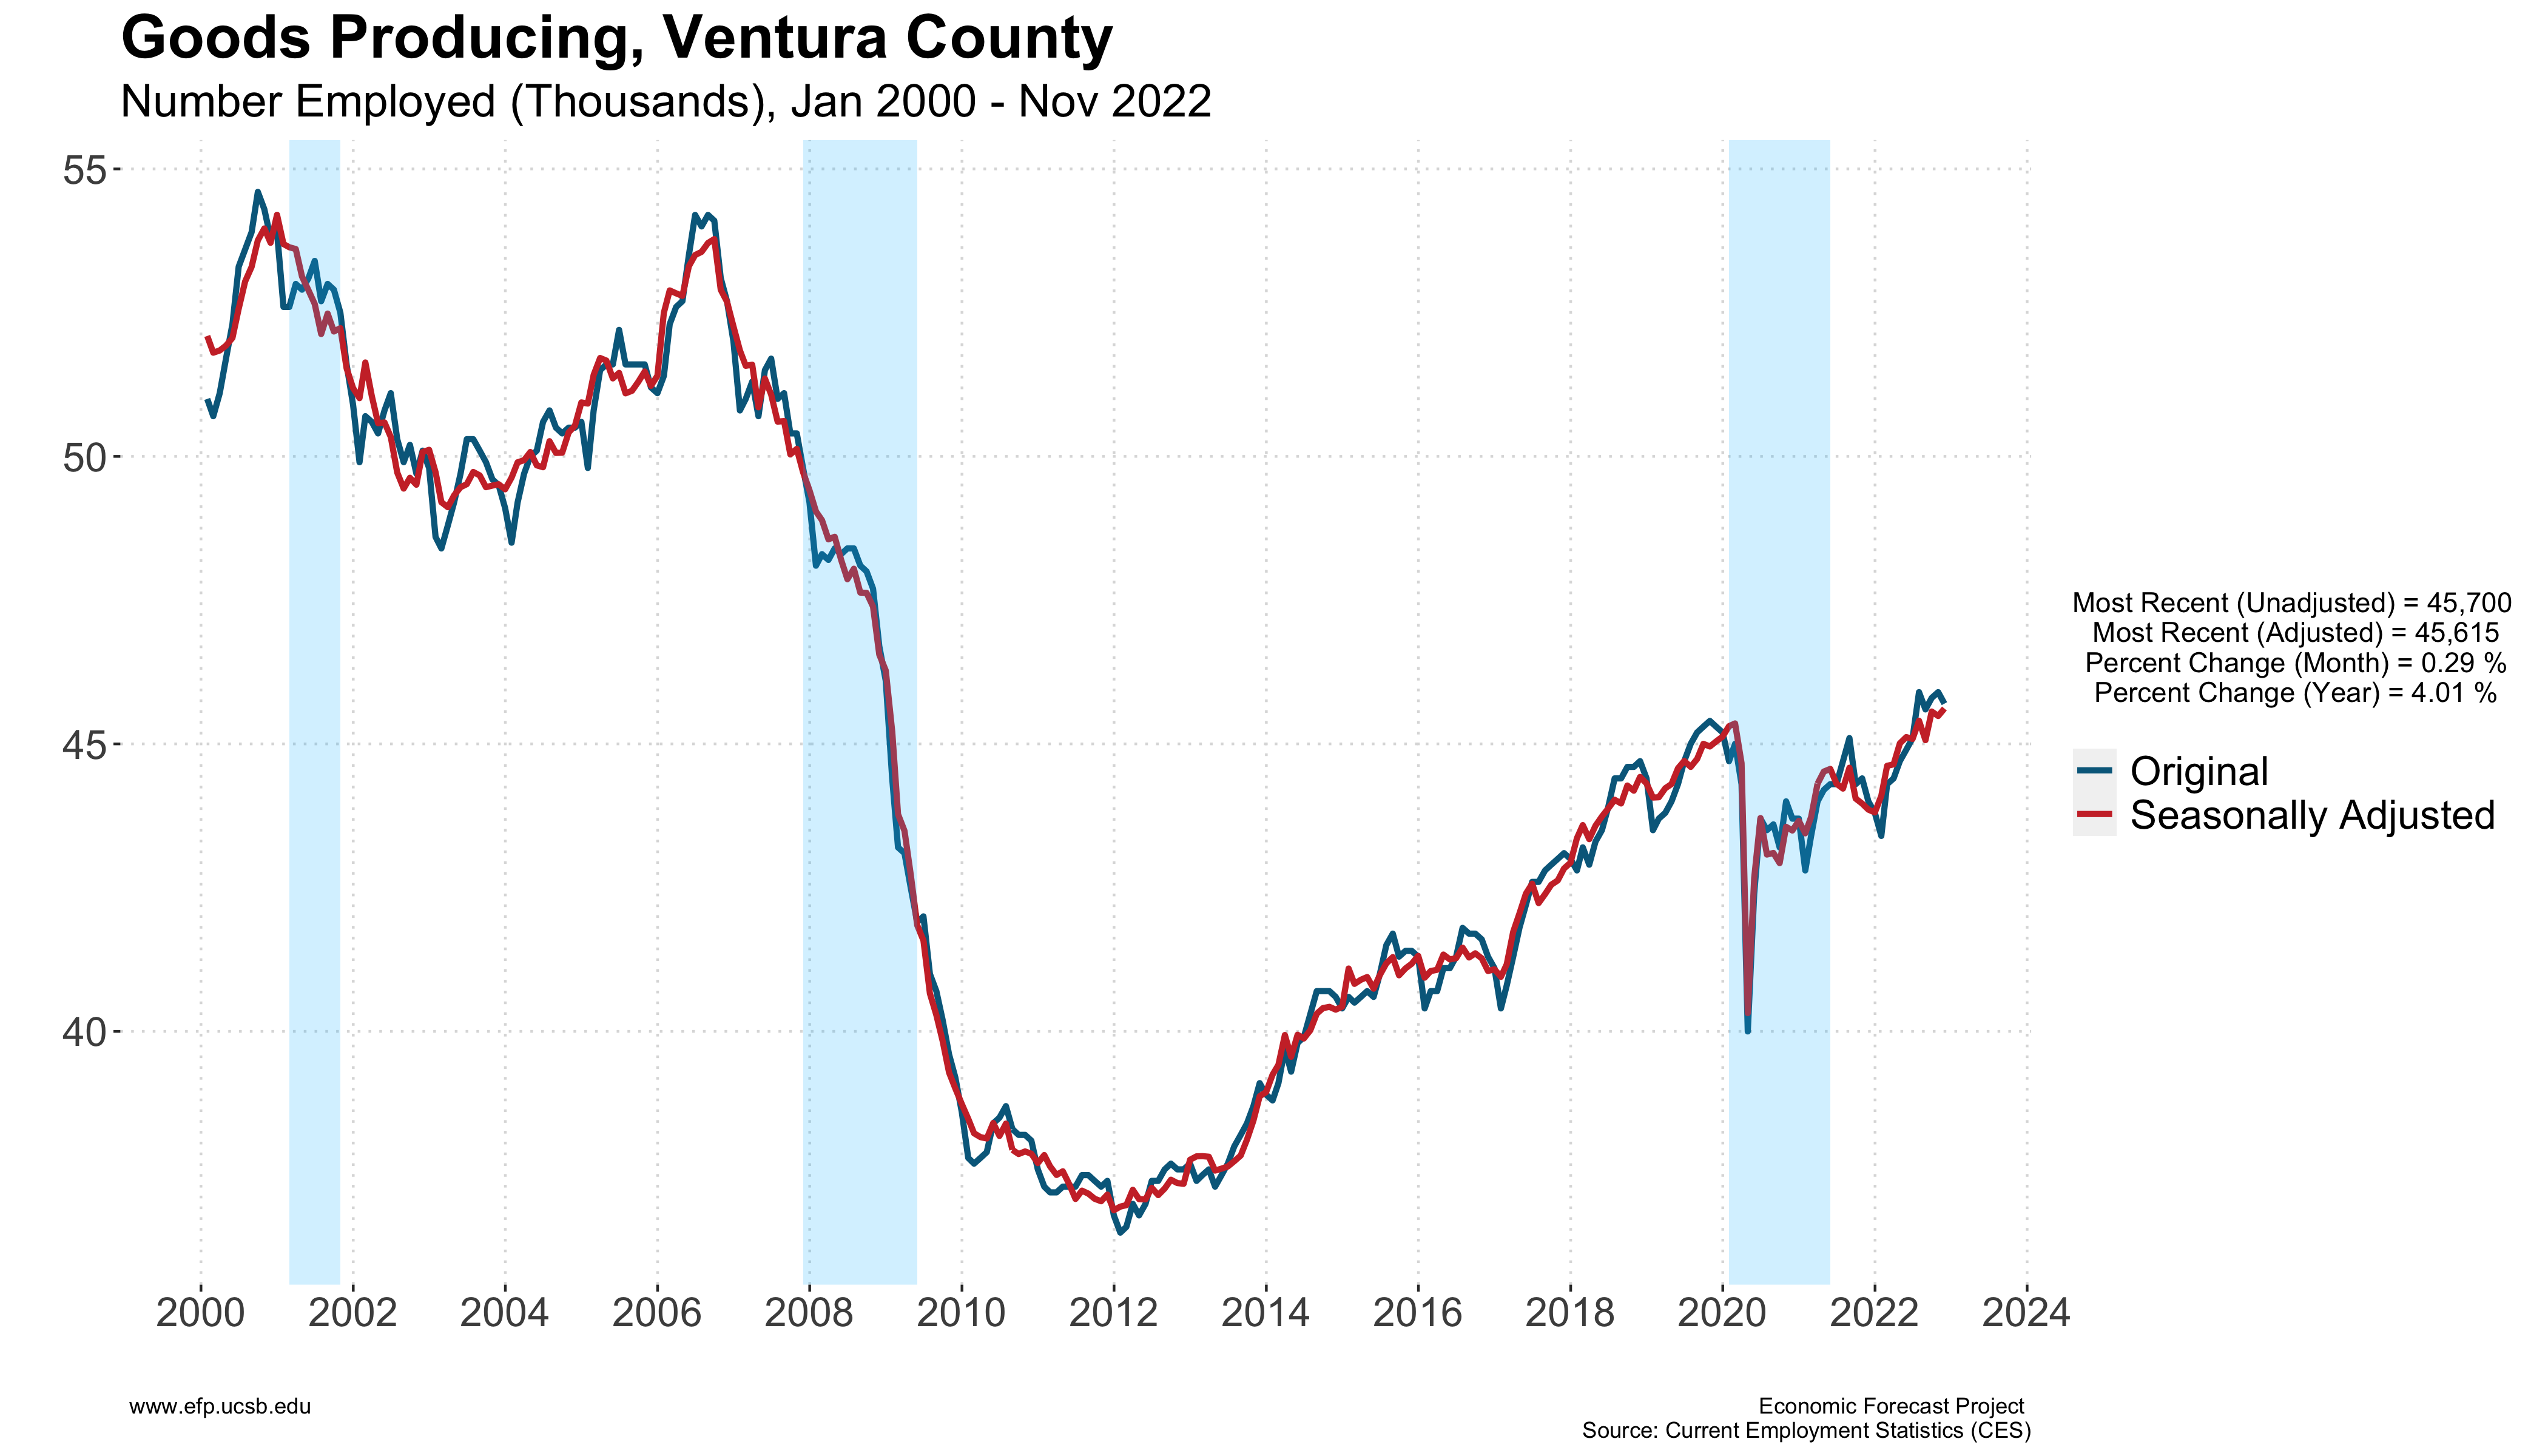 Goods Producing, Ventura County
Number Employed (Thousands), Jan 2000 - Nov 2022
55
50
45
40
2000 2002 2004 2006 2008 2010 2012 2014 2016 2018 2020 2022 2024
Most Recent (Unadjusted) = 45,700
Most Recent (Adjusted) = 45,615
Percent Change (Month) = 0.29 %
Percent Change (Year) = 4.01 %
Original
Seasonally Adjusted
www.efp.ucsb.edu
Economic Forecast Project
Source: Current Employment Statistics (CES)